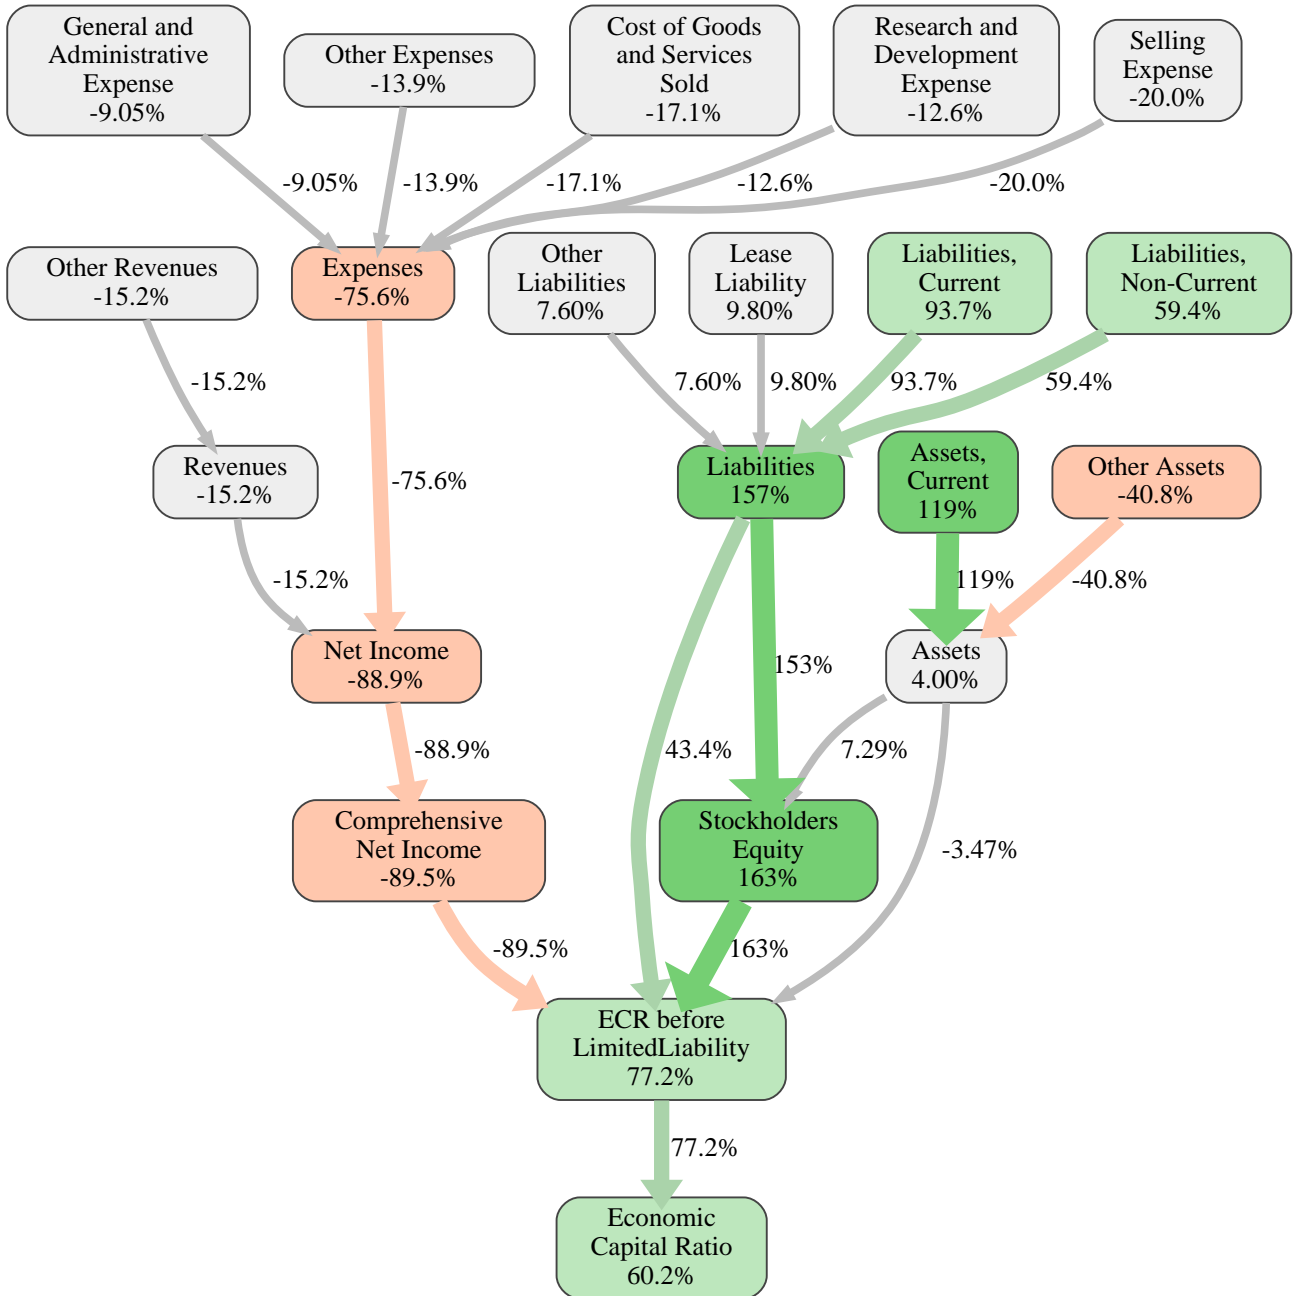 General and
Administrative
Expense
-9.05%
Other Expenses
-13.9%
Cost of Goods
and Services
Sold
-17.1%
Research and
Development
Expense
-12.6%
Selling
Expense
-20.0%
-9.05%
-13.9%
-17.1%
-12.6%
-20.0%
Other Revenues
-15.2%
Expenses
-75.6%
Other
Liabilities
7.60%
Lease
Liability
9.80%
Liabilities,
Current
93.7%
Liabilities,
Non-Current
59.4%
-15.2%
7.60%
9.80%
93.7%
59.4%
Revenues
-15.2%
-75.6%
Liabilities
157%
Assets,
Current
119%
Other Assets
-40.8%
-15.2%
119%
-40.8%
Net Income
-88.9%
153%
Assets
4.00%
-88.9%
43.4%
7.29%
Comprehensive
Net Income
-89.5%
Stockholders
Equity
163%
-3.47%
-89.5%
163%
ECR before
LimitedLiability
77.2%
77.2%
Economic
Capital Ratio
60.2%